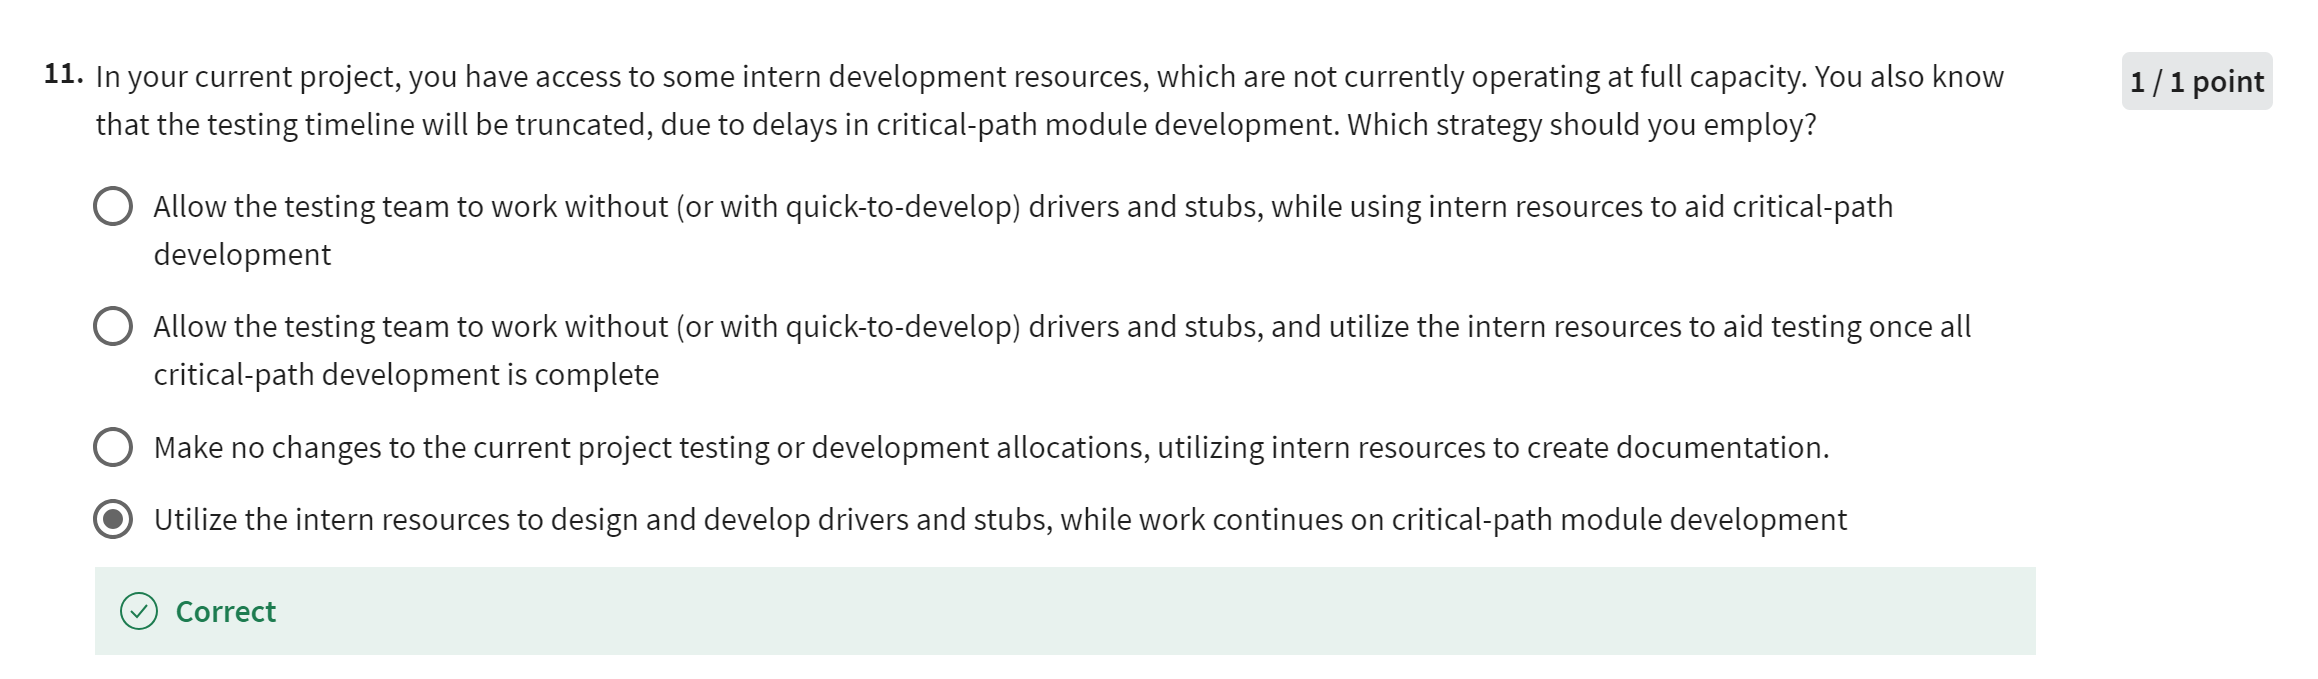 11. In your current project, you have access to some intern development resources, which are not currently operating at full capacity. You also know
1 / 1 point
that the testing timeline will be truncated, due to delays in critical-path module development. Which strategy should you employ?
Allow the testing team to work without (or with quick-to-develop) drivers and stubs, while using intern resources to aid critical-path
development
Allow the testing team to work without (or with quick-to-develop) drivers and stubs, and utilize the intern resources to aid testing once all
critical-path development is complete
Make no changes to the current project testing or development allocations, utilizing intern resources to create documentation.
Utilize the intern resources to design and develop drivers and stubs, while work continues on critical-path module development
Correct